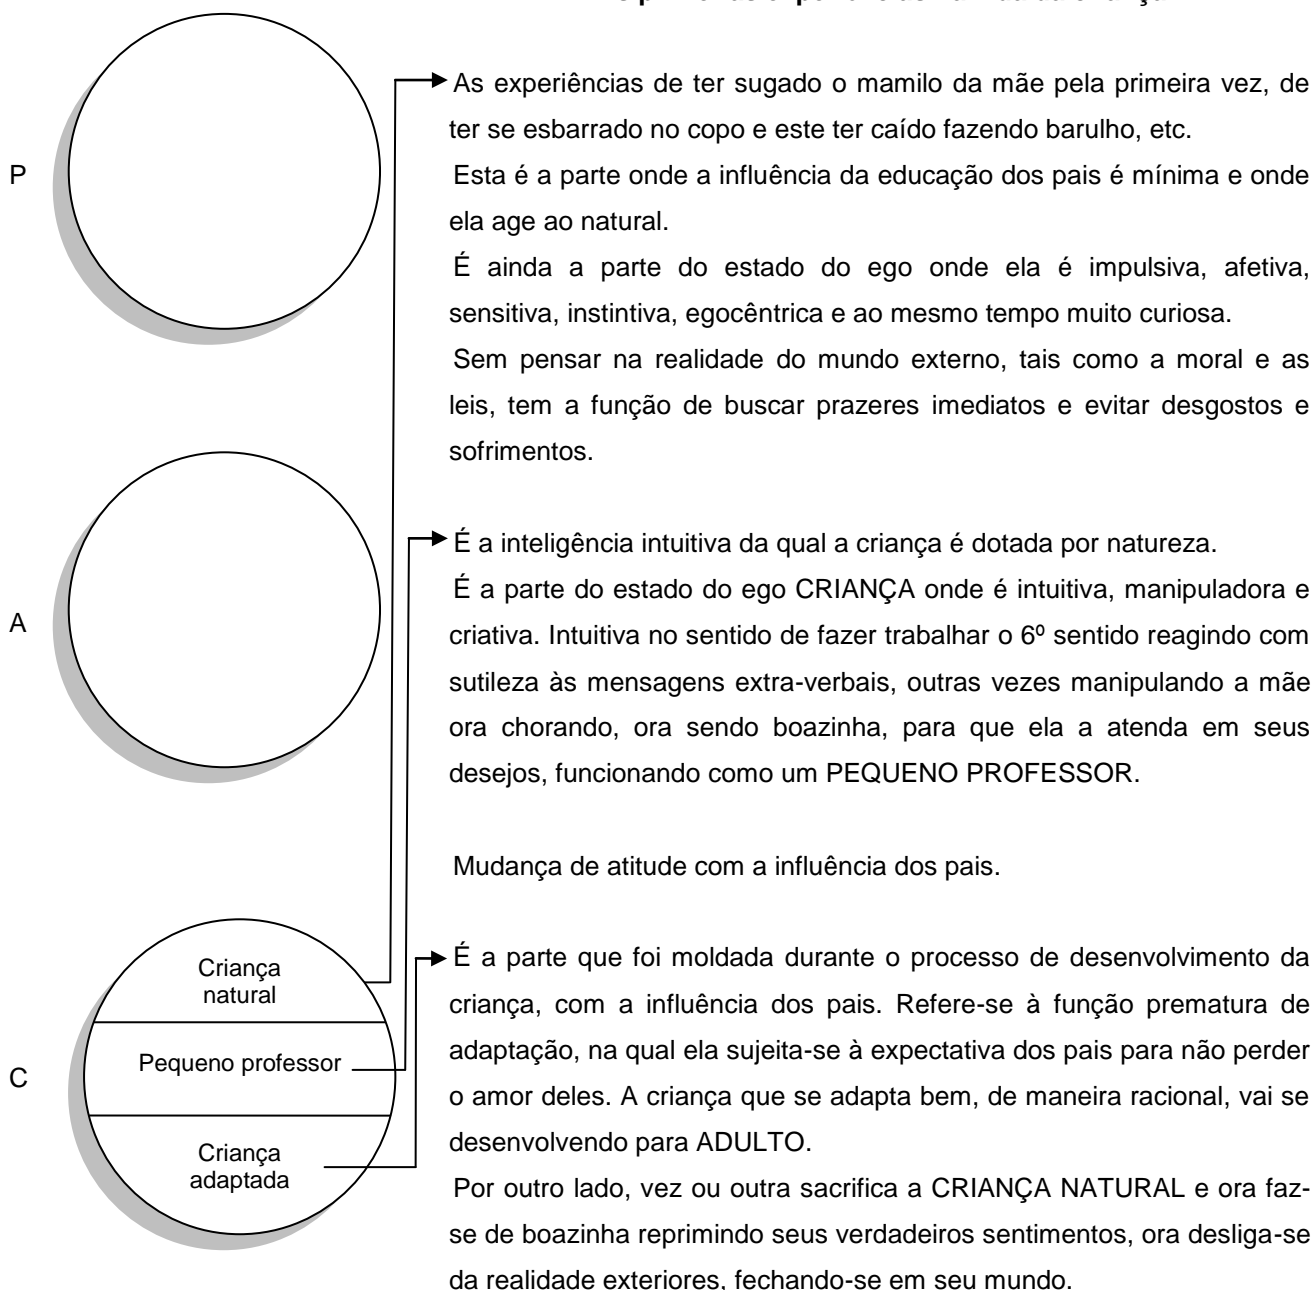 As experiências de ter sugado o mamilo da mãe pela primeira vez, de
ter se esbarrado no copo e este ter caído fazendo barulho, etc.
P
Esta é a parte onde a influência da educação dos pais é mínima e onde
ela age ao natural.
É ainda a parte do estado do ego onde ela é impulsiva, afetiva,
sensitiva, instintiva, egocêntrica e ao mesmo tempo muito curiosa.
Sem pensar na realidade do mundo externo, tais como a moral e as
leis, tem a função de buscar prazeres imediatos e evitar desgostos e
sofrimentos.
É a inteligência intuitiva da qual a criança é dotada por natureza.
É a parte do estado do ego CRIANÇA onde é intuitiva, manipuladora e
A
criativa. Intuitiva no sentido de fazer trabalhar o 6º sentido reagindo com
sutileza às mensagens extra-verbais, outras vezes manipulando a mãe
ora chorando, ora sendo boazinha, para que ela a atenda em seus
desejos, funcionando como um PEQUENO PROFESSOR.
Mudança de atitude com a influência dos pais.
Criança
natural
Pequeno professor
C
Criança
adaptada
É a parte que foi moldada durante o processo de desenvolvimento da
criança, com a influência dos pais. Refere-se à função prematura de
adaptação, na qual ela sujeita-se à expectativa dos pais para não perder
o amor deles. A criança que se adapta bem, de maneira racional, vai se
desenvolvendo para ADULTO.
Por outro lado, vez ou outra sacrifica a CRIANÇA NATURAL e ora faz-
se de boazinha reprimindo seus verdadeiros sentimentos, ora desliga-se
da realidade exteriores, fechando-se em seu mundo.